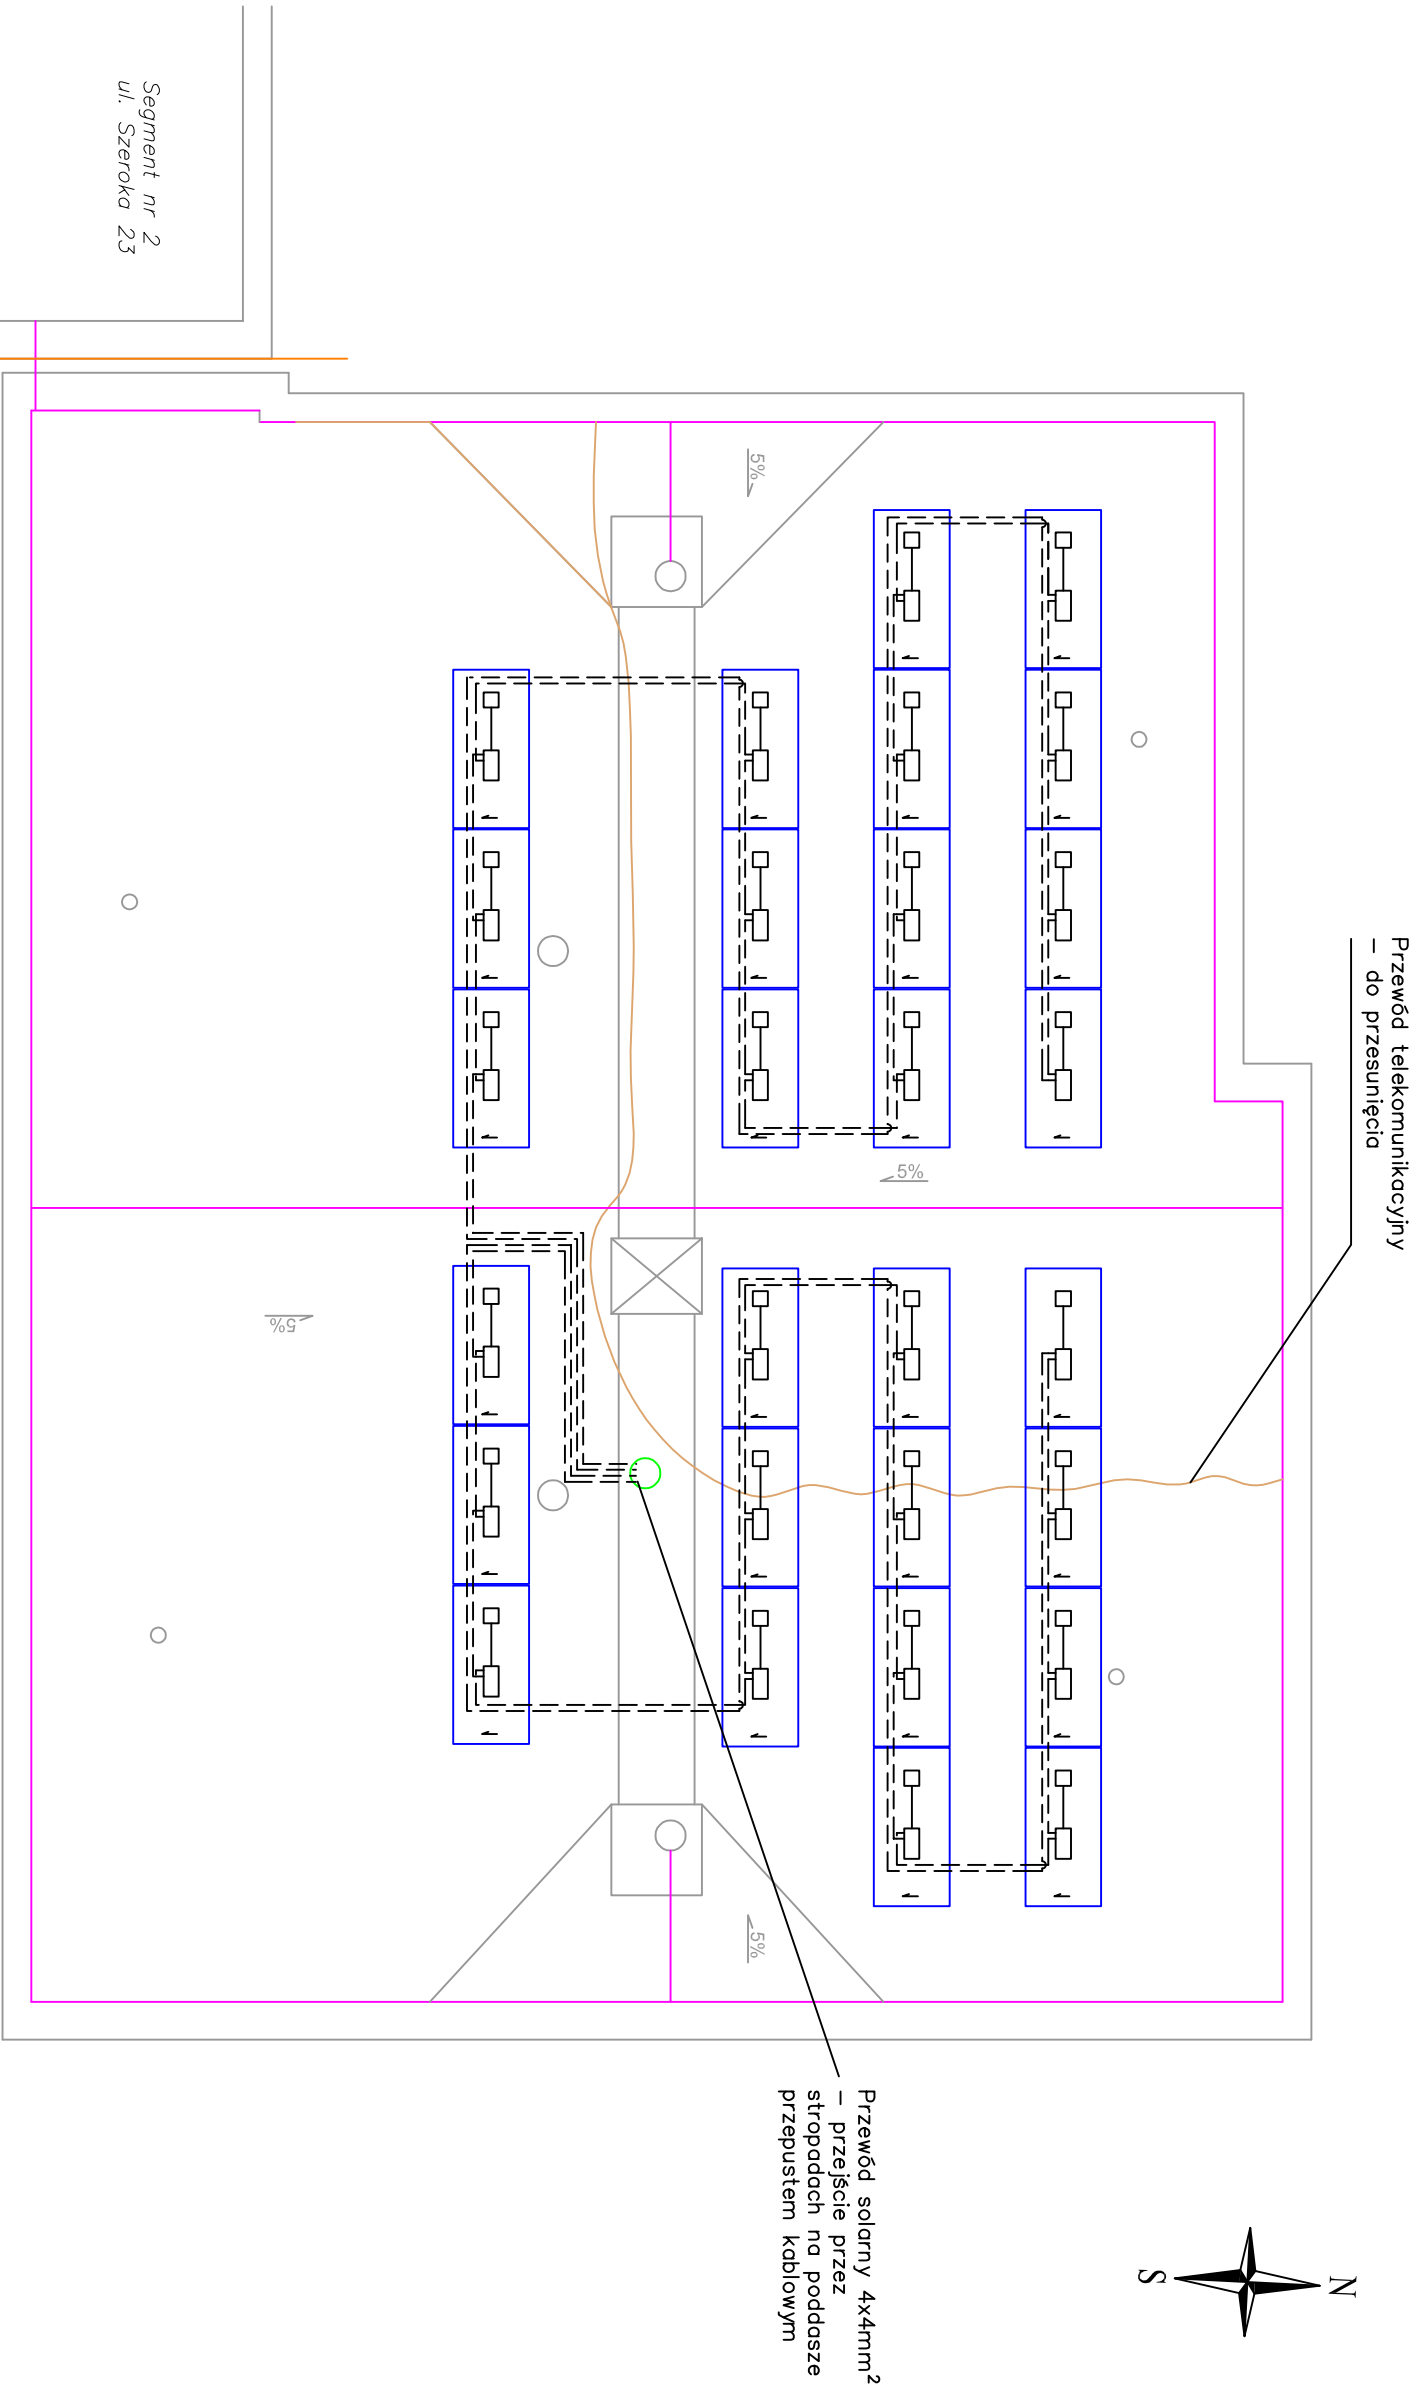 Segment nr 2
ul. Szeroka 23
Przewód telekomunikacyjny
– do przesunięcia
5%
5%
5%
5%
Przewód solarny 4x4mm²
– przejście przez
stropadach na poddasze
przepustem kablowym
N
S